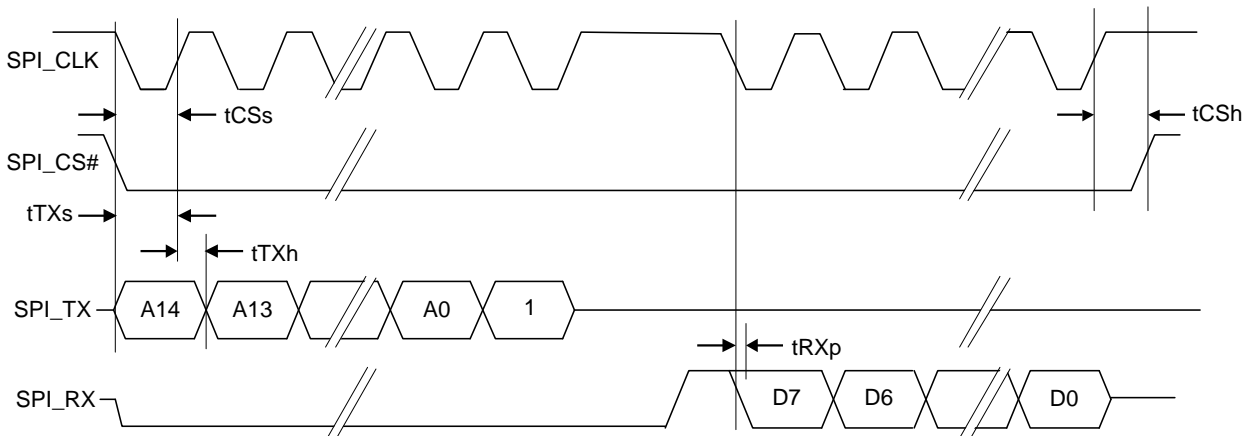 SPI_CLK
tCSs
tCSh
SPI_CS#
tTXs
tTXh
SPI_TX
A14 A13 A0 1
tRXp
SPI_RX
D7 D6 D0